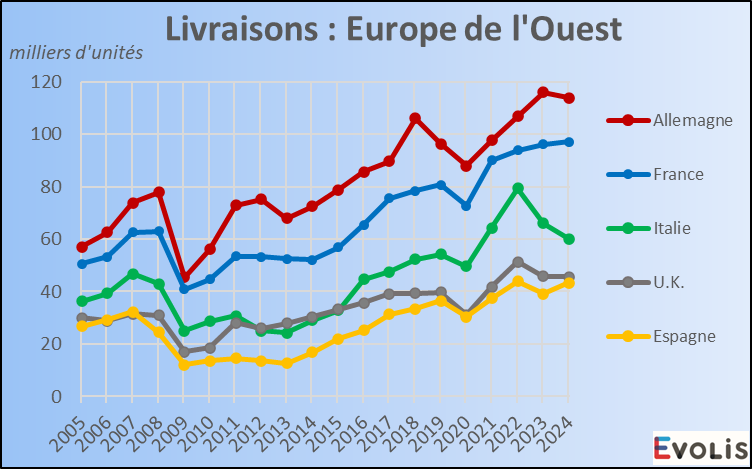 Livraisons : Europe de l'Ouest
milliers d'unités
120
100
80
60
40
20
0
2005 2006 2007 2008 2009 2010 2011 2012 2013 2014 2015 2016 2017 2018 2019 2020 2021 2022 2023 2024
Allemagne
France
Italie
U.K.
Espagne
EVOLIS